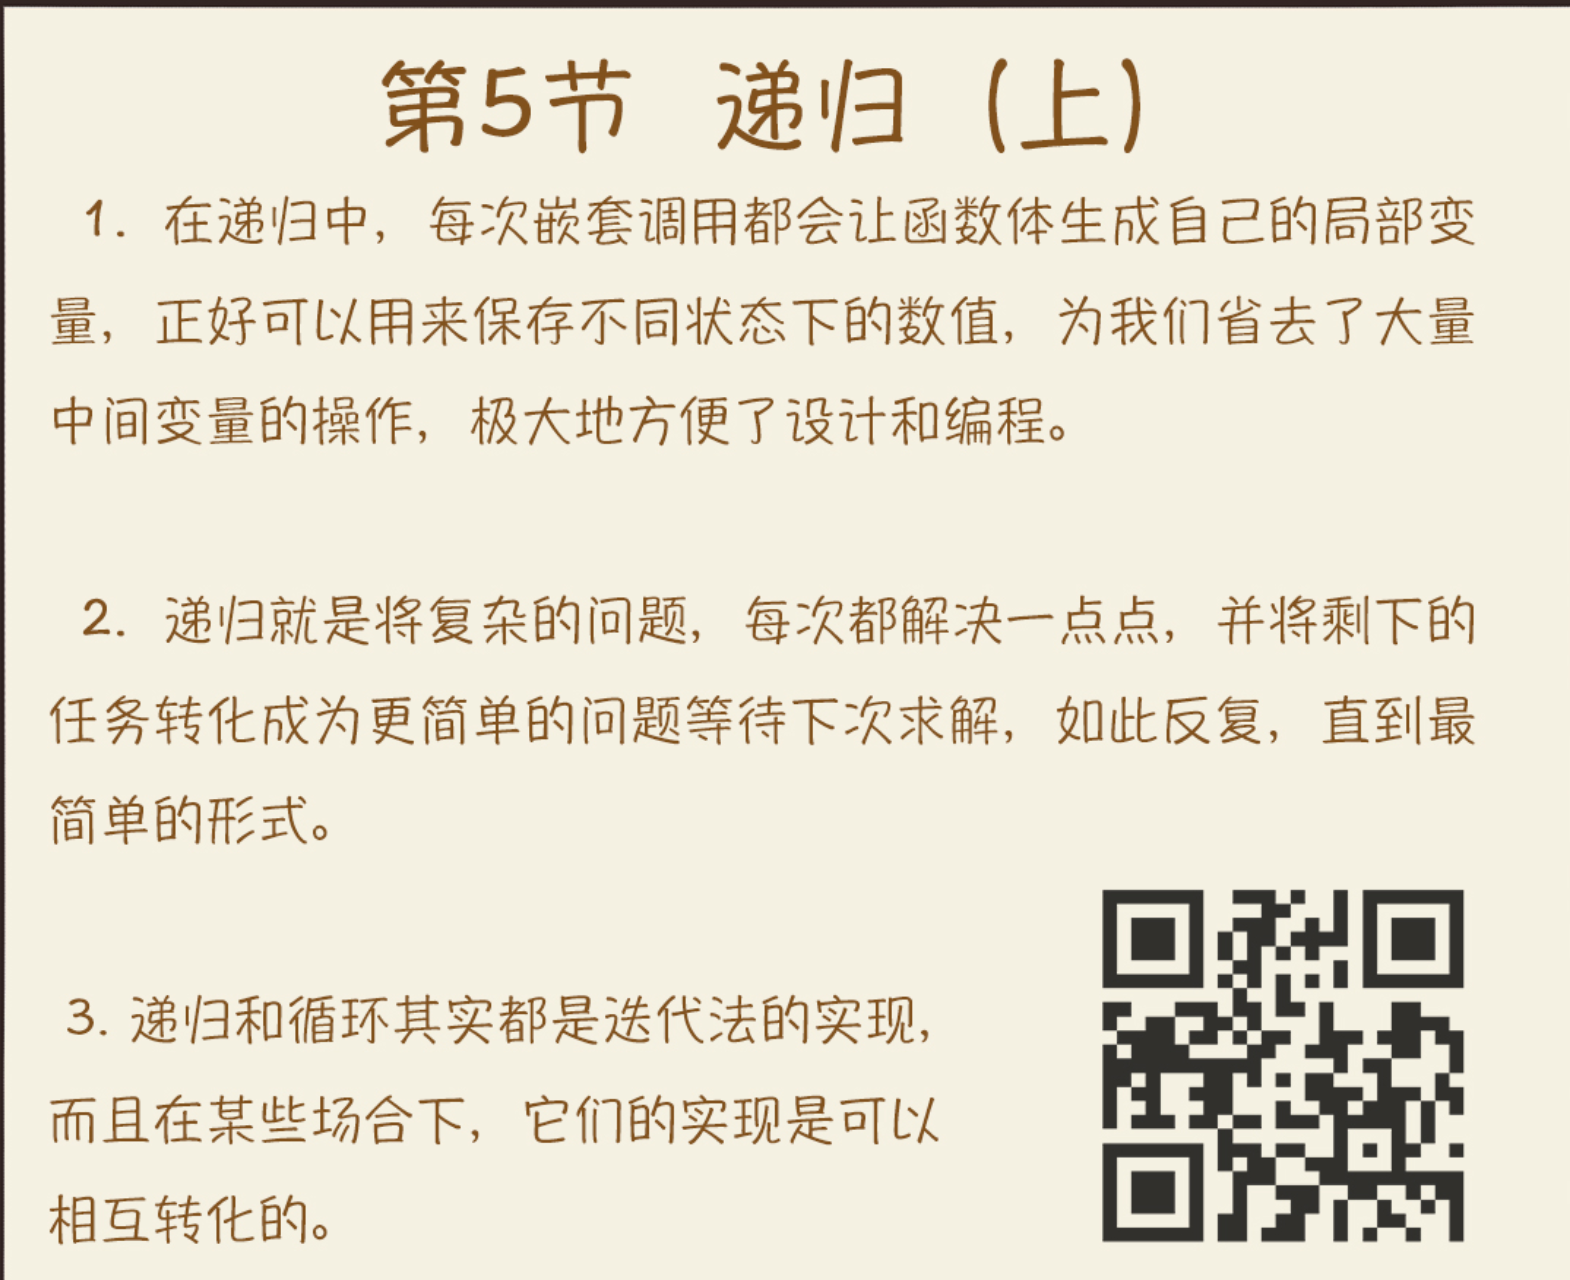 第5节 递归（上）
1. 在递归中，每次嵌套调用都会让函数体生成自己的局部变
量，正好可以用来保存不同状态下的数值，为我们省去了大量
中间变量的操作，极大地方便了设计和编程。
2. 递归就是将复杂的问题，每次都解决一点点，并将剩下的
任务转化成为更简单的问题等待下次求解，如此反复，直到最
简单的形式。
3. 递归和循环其实都是迭代法的实现，
而且在某些场合下，它们的实现是可以
相互转化的。